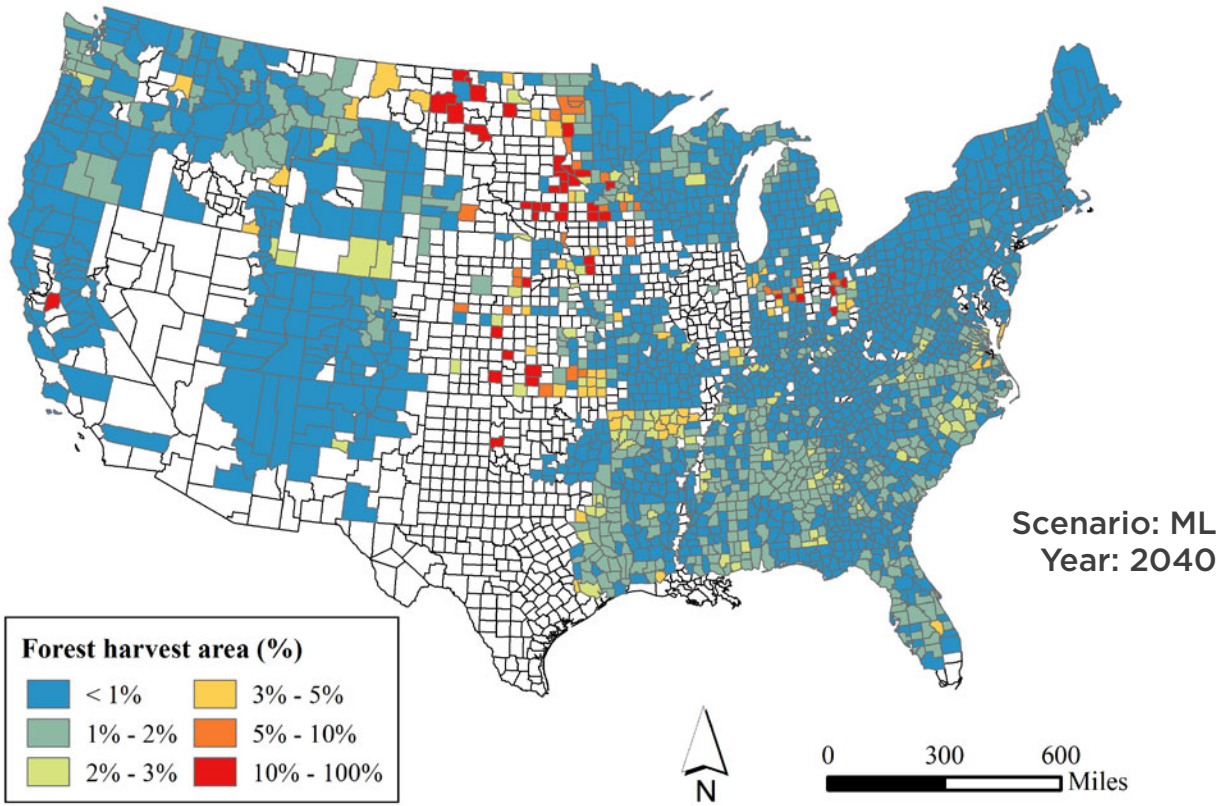 Scenario: ML
Year: 2040
Forest harvest area (%)
< 1%
1% - 2%
2% - 3%
3% - 5%
5% - 10%
10% - 100%
N
0 300 600
Miles